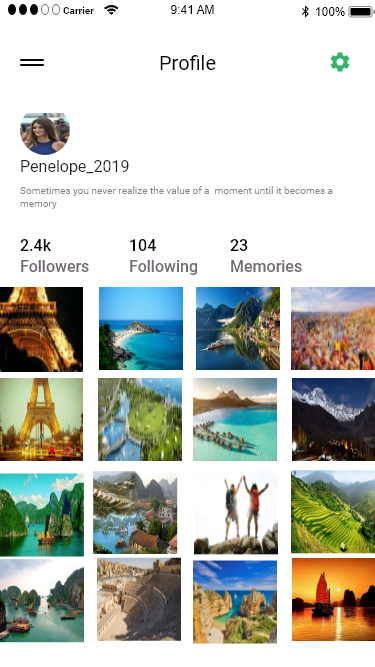 Carrier 9:41 AM 100%
Profile
Penelope_2019
Sometimes you never realize the value of a moment until it becomes a
memory
2.4k 104 23
Followers Following Memories